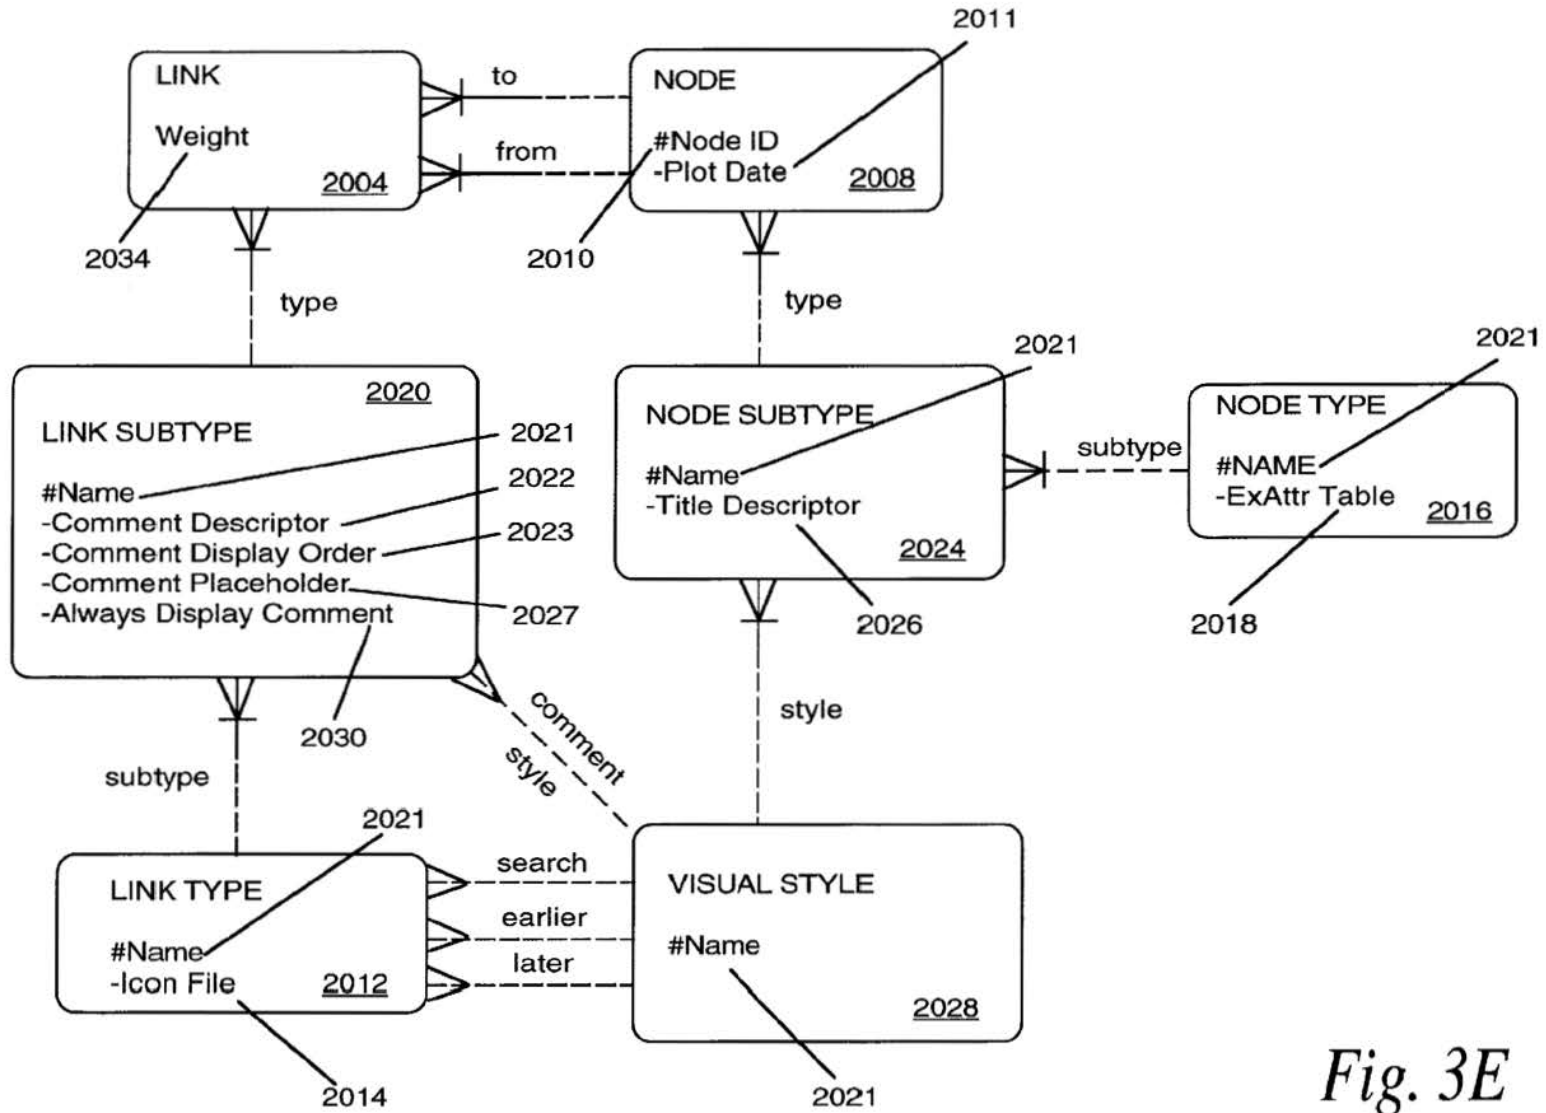 2011
LINK
Weight
2004
to
from
NODE
#Node ID
-Plot Date
2008
2034
2010
type
type
2021
2021
2020
LINK SUBTYPE
#Name
-Comment Descriptor
-Comment Display Order
-Comment Placeholder
-Always Display Comment
2021
2022
2023
2027
2030
NODE SUBTYPE
#Name
-Title Descriptor
2024
2026
subtype
NODE TYPE
#NAME
-ExAttr Table
2016
2018
subtype
comment
style
style
2021
LINK TYPE
#Name
-Icon File
2012
2014
search
earlier
later
VISUAL STYLE
#Name
2028
2021
Fig. 3E